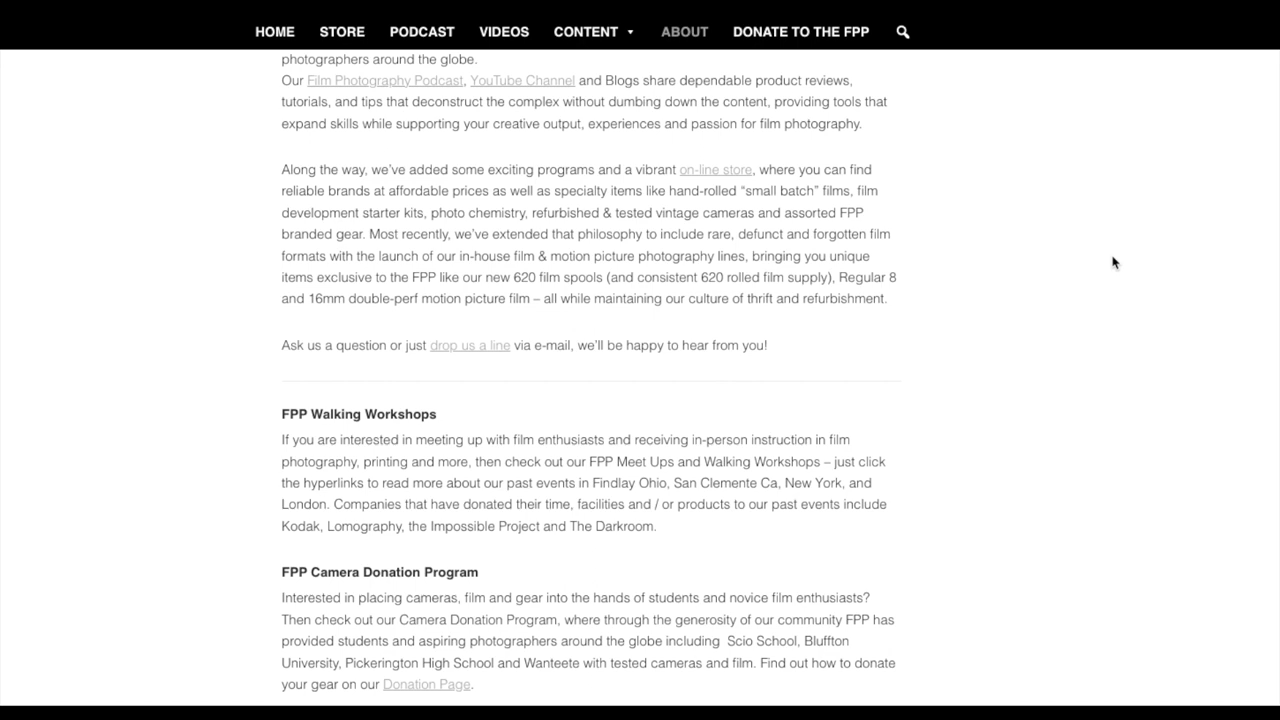 HOME STORE PODCAST VIDEOS CONTENT ABOUT DONATE TO THE FPP
photographers around the globe.
Our Film Photography Podcast, YouTube Channel and Blogs share dependable product reviews,
tutorials, and tips that deconstruct the complex without dumbing down the content, providing tools that
expand skills while supporting your creative output, experiences and passion for film photography.
Along the way, we’ve added some exciting programs and a vibrant on-line store, where you can find
reliable brands at affordable prices as well as specialty items like hand-rolled “small batch” films, film
development starter kits, photo chemistry, refurbished & tested vintage cameras and assorted FPP
branded gear. Most recently, we’ve extended that philosophy to include rare, defunct and forgotten film
formats with the launch of our in-house film & motion picture photography lines, bringing you unique
items exclusive to the FPP like our new 620 film spools (and consistent 620 rolled film supply), Regular 8
and 16mm double-perf motion picture film – all while maintaining our culture of thrift and refurbishment.
Ask us a question or just drop us a line via e-mail, we’ll be happy to hear from you!
FPP Walking Workshops
If you are interested in meeting up with film enthusiasts and receiving in-person instruction in film
photography, printing and more, then check out our FPP Meet Ups and Walking Workshops – just click
the hyperlinks to read more about our past events in Findlay Ohio, San Clemente Ca, New York, and
London. Companies that have donated their time, facilities and / or products to our past events include
Kodak, Lomography, the Impossible Project and The Darkroom.
FPP Camera Donation Program
Interested in placing cameras, film and gear into the hands of students and novice film enthusiasts?
Then check out our Camera Donation Program, where through the generosity of our community FPP has
provided students and aspiring photographers around the globe including Scio School, Bluffton
University, Pickerington High School and Wanteete with tested cameras and film. Find out how to donate
your gear on our Donation Page.